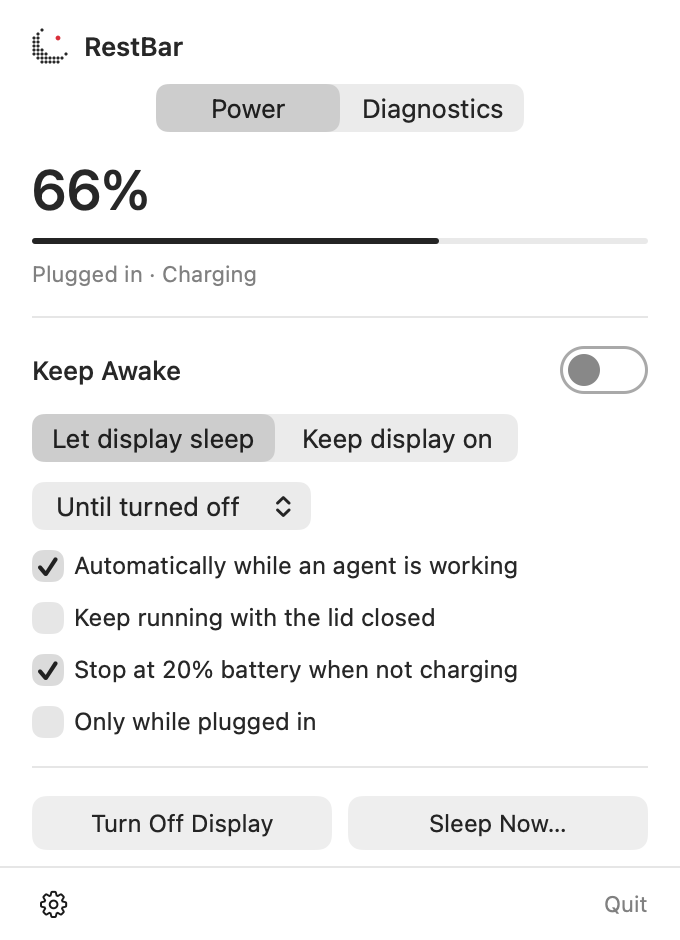 RestBar
Power Diagnostics
66%
Plugged in · Charging
Keep Awake
Let display sleep Keep display on
Until turned off
Automatically while an agent is working
Keep running with the lid closed
Stop at 20% battery when not charging
Only while plugged in
Turn Off Display Sleep Now...
Quit